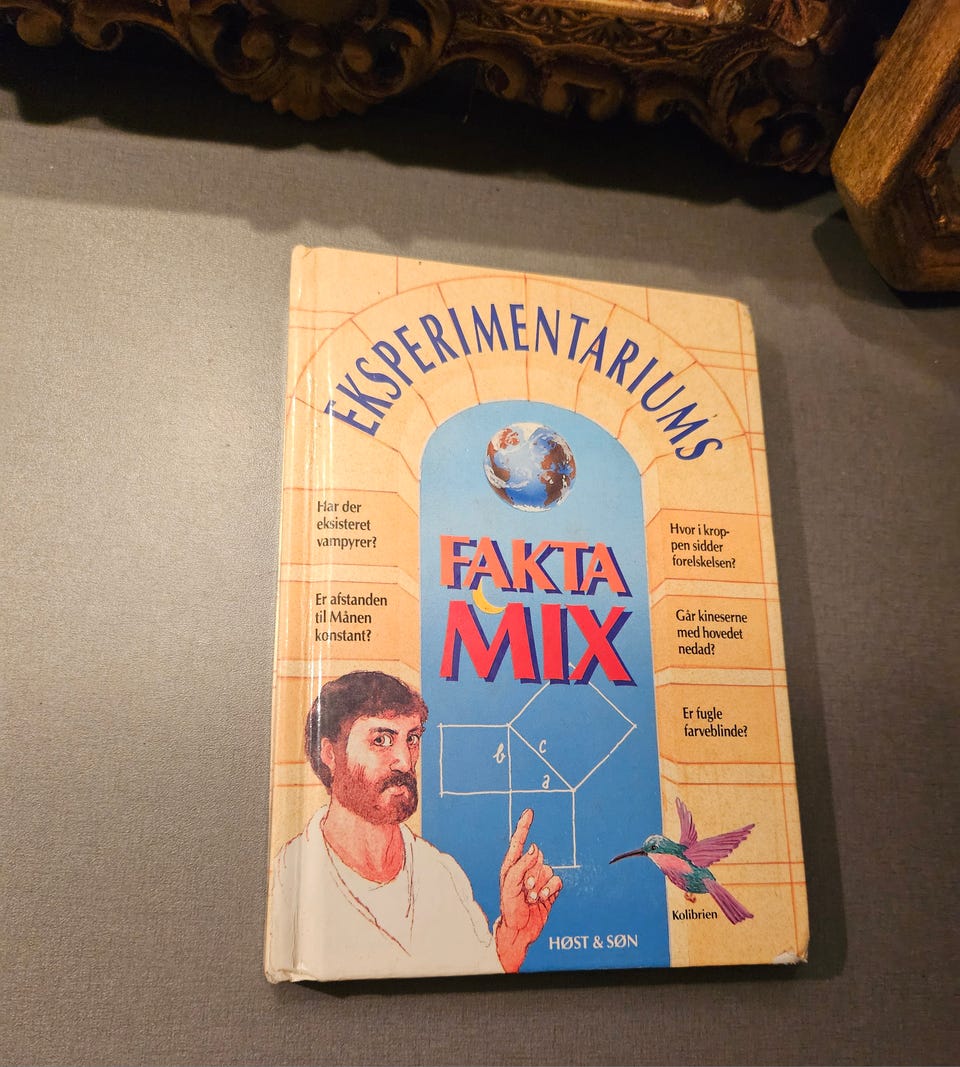 EKSPERIMENTARIUMS
FAKTA
MIX
Har der
eksisteret
vampyrer?
Er afstanden
til Månen
konstant?
Hvor i krop-
pen sidder
forelskelsen?
Går kineserne
med hovedet
nedad?
Er fugle
farveblinde?
b
c
a
Kolibrien
HØST & SØN